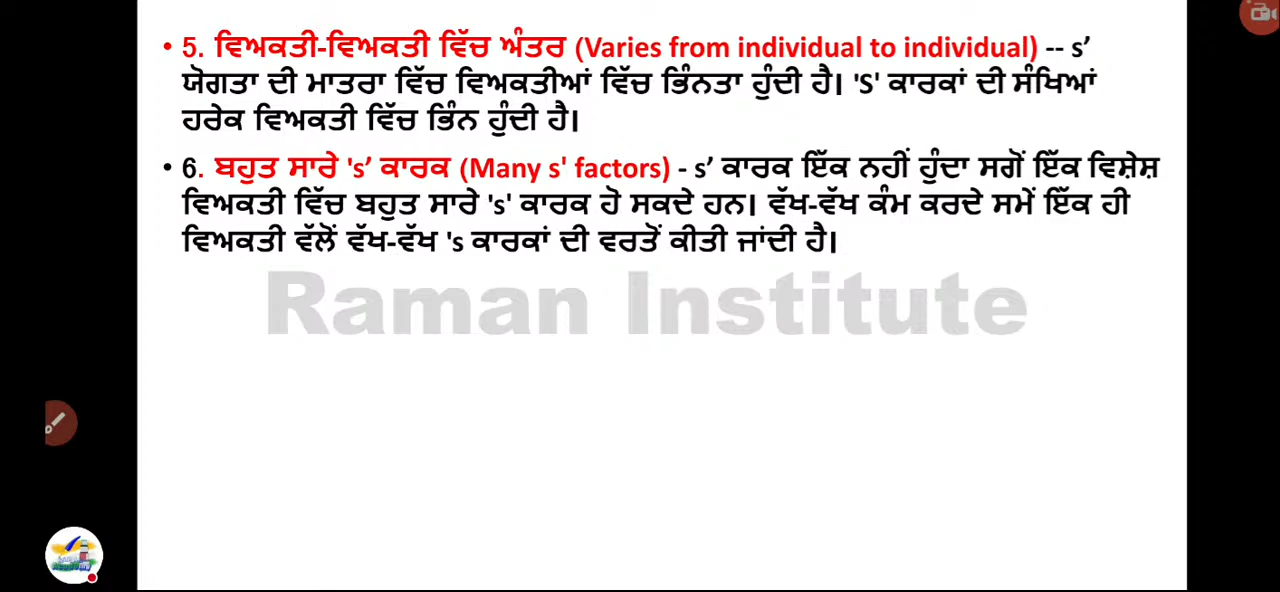 • 5. ਵਿਅਕਤੀ-ਵਿਅਕਤੀ ਵਿੱਚ ਅੰਤਰ (Varies from individual to individual) -- s’
ਯੋਗਤਾ ਦੀ ਮਾਤਰਾ ਵਿੱਚ ਵਿਅਕਤੀਆਂ ਵਿੱਚ ਭਿੰਨਤਾ ਹੁੰਦੀ ਹੈ। 'S' ਕਾਰਕਾਂ ਦੀ ਸੰਖਿਆਂ
ਹਰੇਕ ਵਿਅਕਤੀ ਵਿੱਚ ਭਿੰਨ ਹੁੰਦੀ ਹੈ।
• 6. ਬਹੁਤ ਸਾਰੇ 's’ ਕਾਰਕ (Many s' factors) - s’ ਕਾਰਕ ਇੱਕ ਨਹੀਂ ਹੁੰਦਾ ਸਗੋਂ ਇੱਕ ਵਿਸ਼ੇਸ਼
ਵਿਅਕਤੀ ਵਿੱਚ ਬਹੁਤ ਸਾਰੇ 's' ਕਾਰਕ ਹੋ ਸਕਦੇ ਹਨ। ਵੱਖ-ਵੱਖ ਕੰਮ ਕਰਦੇ ਸਮੇਂ ਇੱਕ ਹੀ
ਵਿਅਕਤੀ ਵੱਲੋਂ ਵੱਖ-ਵੱਖ 's ਕਾਰਕਾਂ ਦੀ ਵਰਤੋਂ ਕੀਤੀ ਜਾਂਦੀ ਹੈ।
Raman Institute